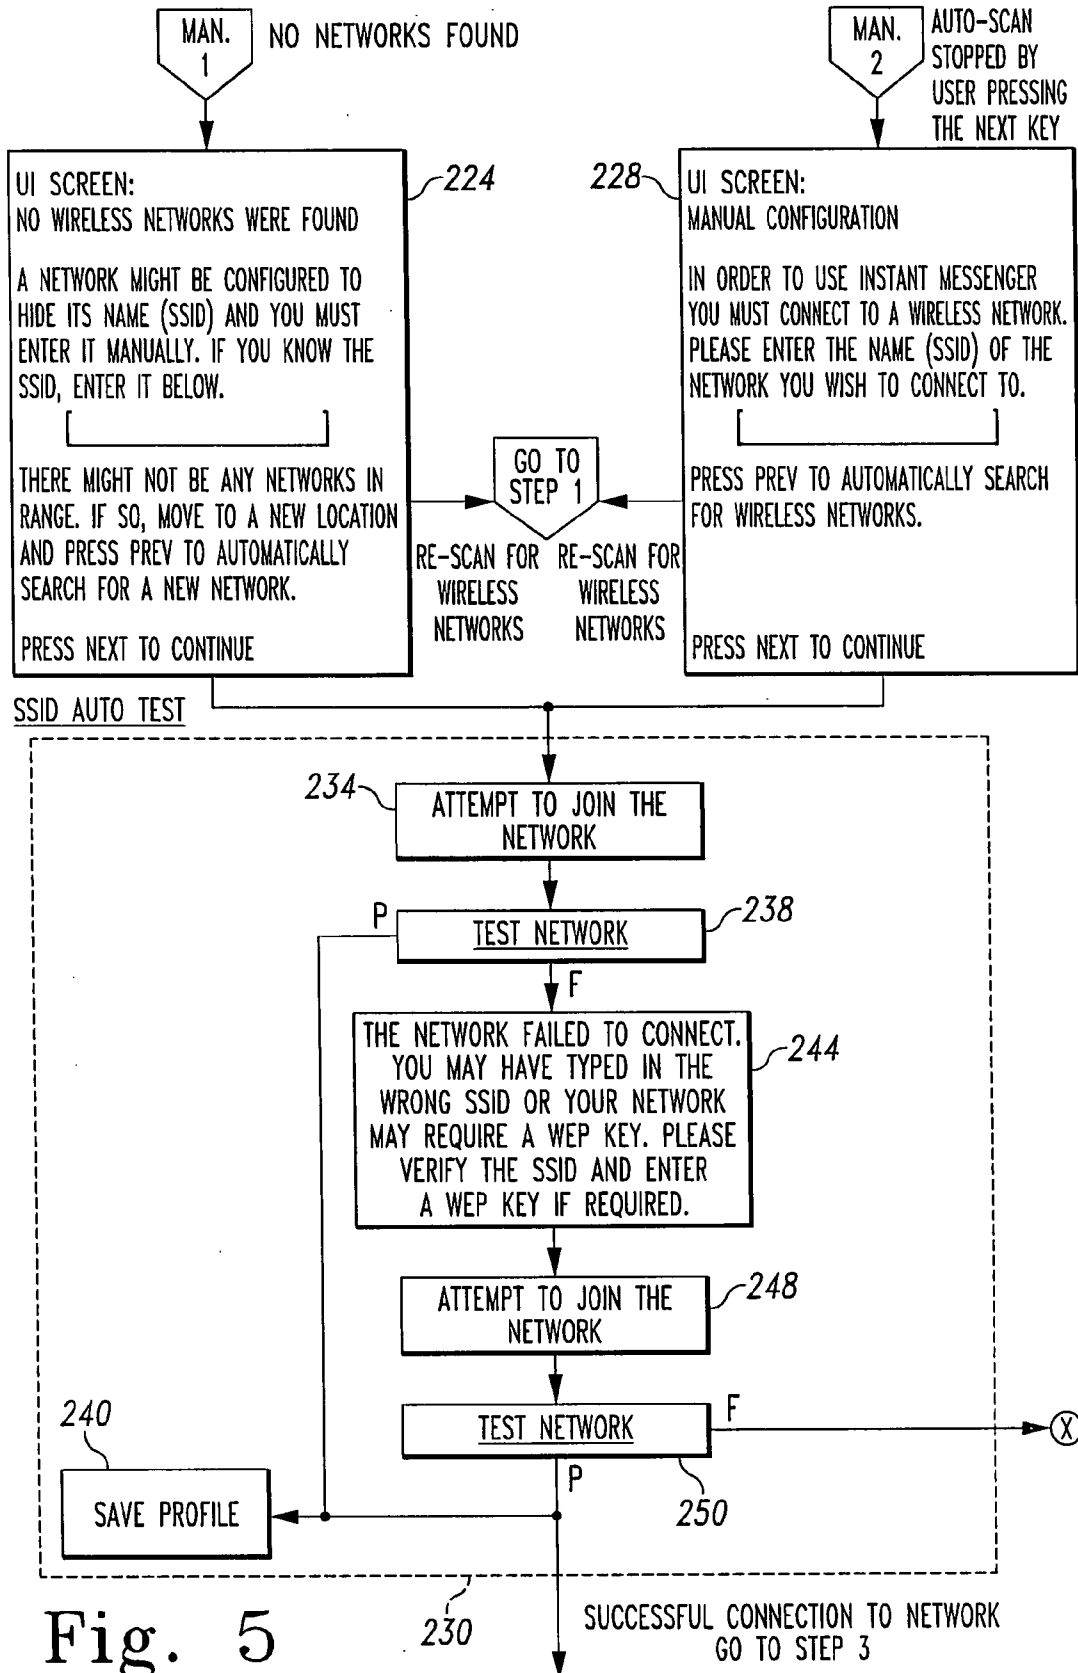 MAN.
1
NO NETWORKS FOUND
MAN.
2
AUTO-SCAN
STOPPED BY
USER PRESSING
THE NEXT KEY
UI SCREEN:
NO WIRELESS NETWORKS WERE FOUND
A NETWORK MIGHT BE CONFIGURED TO
HIDE ITS NAME (SSID) AND YOU MUST
ENTER IT MANUALLY. IF YOU KNOW THE
SSID, ENTER IT BELOW.
THERE MIGHT NOT BE ANY NETWORKS IN
RANGE. IF SO, MOVE TO A NEW LOCATION
AND PRESS PREV TO AUTOMATICALLY
SEARCH FOR A NEW NETWORK.
PRESS NEXT TO CONTINUE
224
228
UI SCREEN:
MANUAL CONFIGURATION
IN ORDER TO USE INSTANT MESSENGER
YOU MUST CONNECT TO A WIRELESS NETWORK.
PLEASE ENTER THE NAME (SSID) OF THE
NETWORK YOU WISH TO CONNECT TO.
PRESS PREV TO AUTOMATICALLY SEARCH
FOR WIRELESS NETWORKS.
PRESS NEXT TO CONTINUE
GO TO
STEP 1
RE-SCAN FOR
WIRELESS
NETWORKS
RE-SCAN FOR
WIRELESS
NETWORKS
SSID AUTO TEST
234
ATTEMPT TO JOIN THE
NETWORK
P
TEST NETWORK
238
F
THE NETWORK FAILED TO CONNECT.
YOU MAY HAVE TYPED IN THE
WRONG SSID OR YOUR NETWORK
MAY REQUIRE A WEP KEY. PLEASE
VERIFY THE SSID AND ENTER
A WEP KEY IF REQUIRED.
244
ATTEMPT TO JOIN THE
NETWORK
248
TEST NETWORK
F
X
P
250
240
SAVE PROFILE
230
SUCCESSFUL CONNECTION TO NETWORK
GO TO STEP 3
Fig. 5